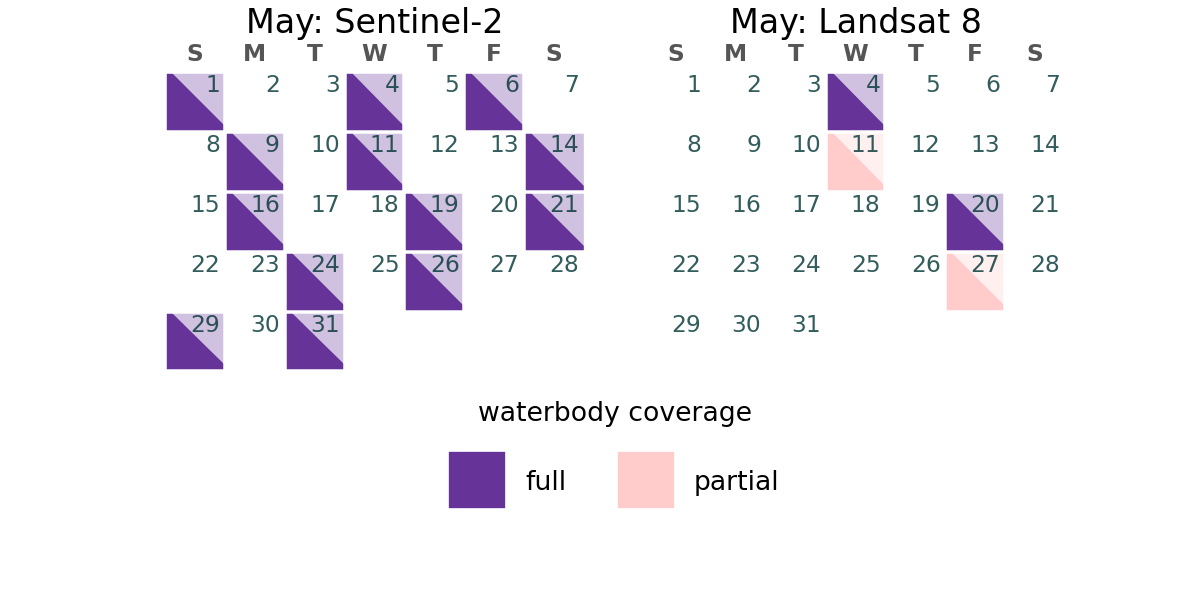 May: Sentinel-2
S M T W T F S
1 2 3 4 5 6 7
8 9 10 11 12 13 14
15 16 17 18 19 20 21
22 23 24 25 26 27 28
29 30 31
May: Landsat 8
S M T W T F S
1 2 3 4 5 6 7
8 9 10 11 12 13 14
15 16 17 18 19 20 21
22 23 24 25 26 27 28
29 30 31
waterbody coverage
full
partial